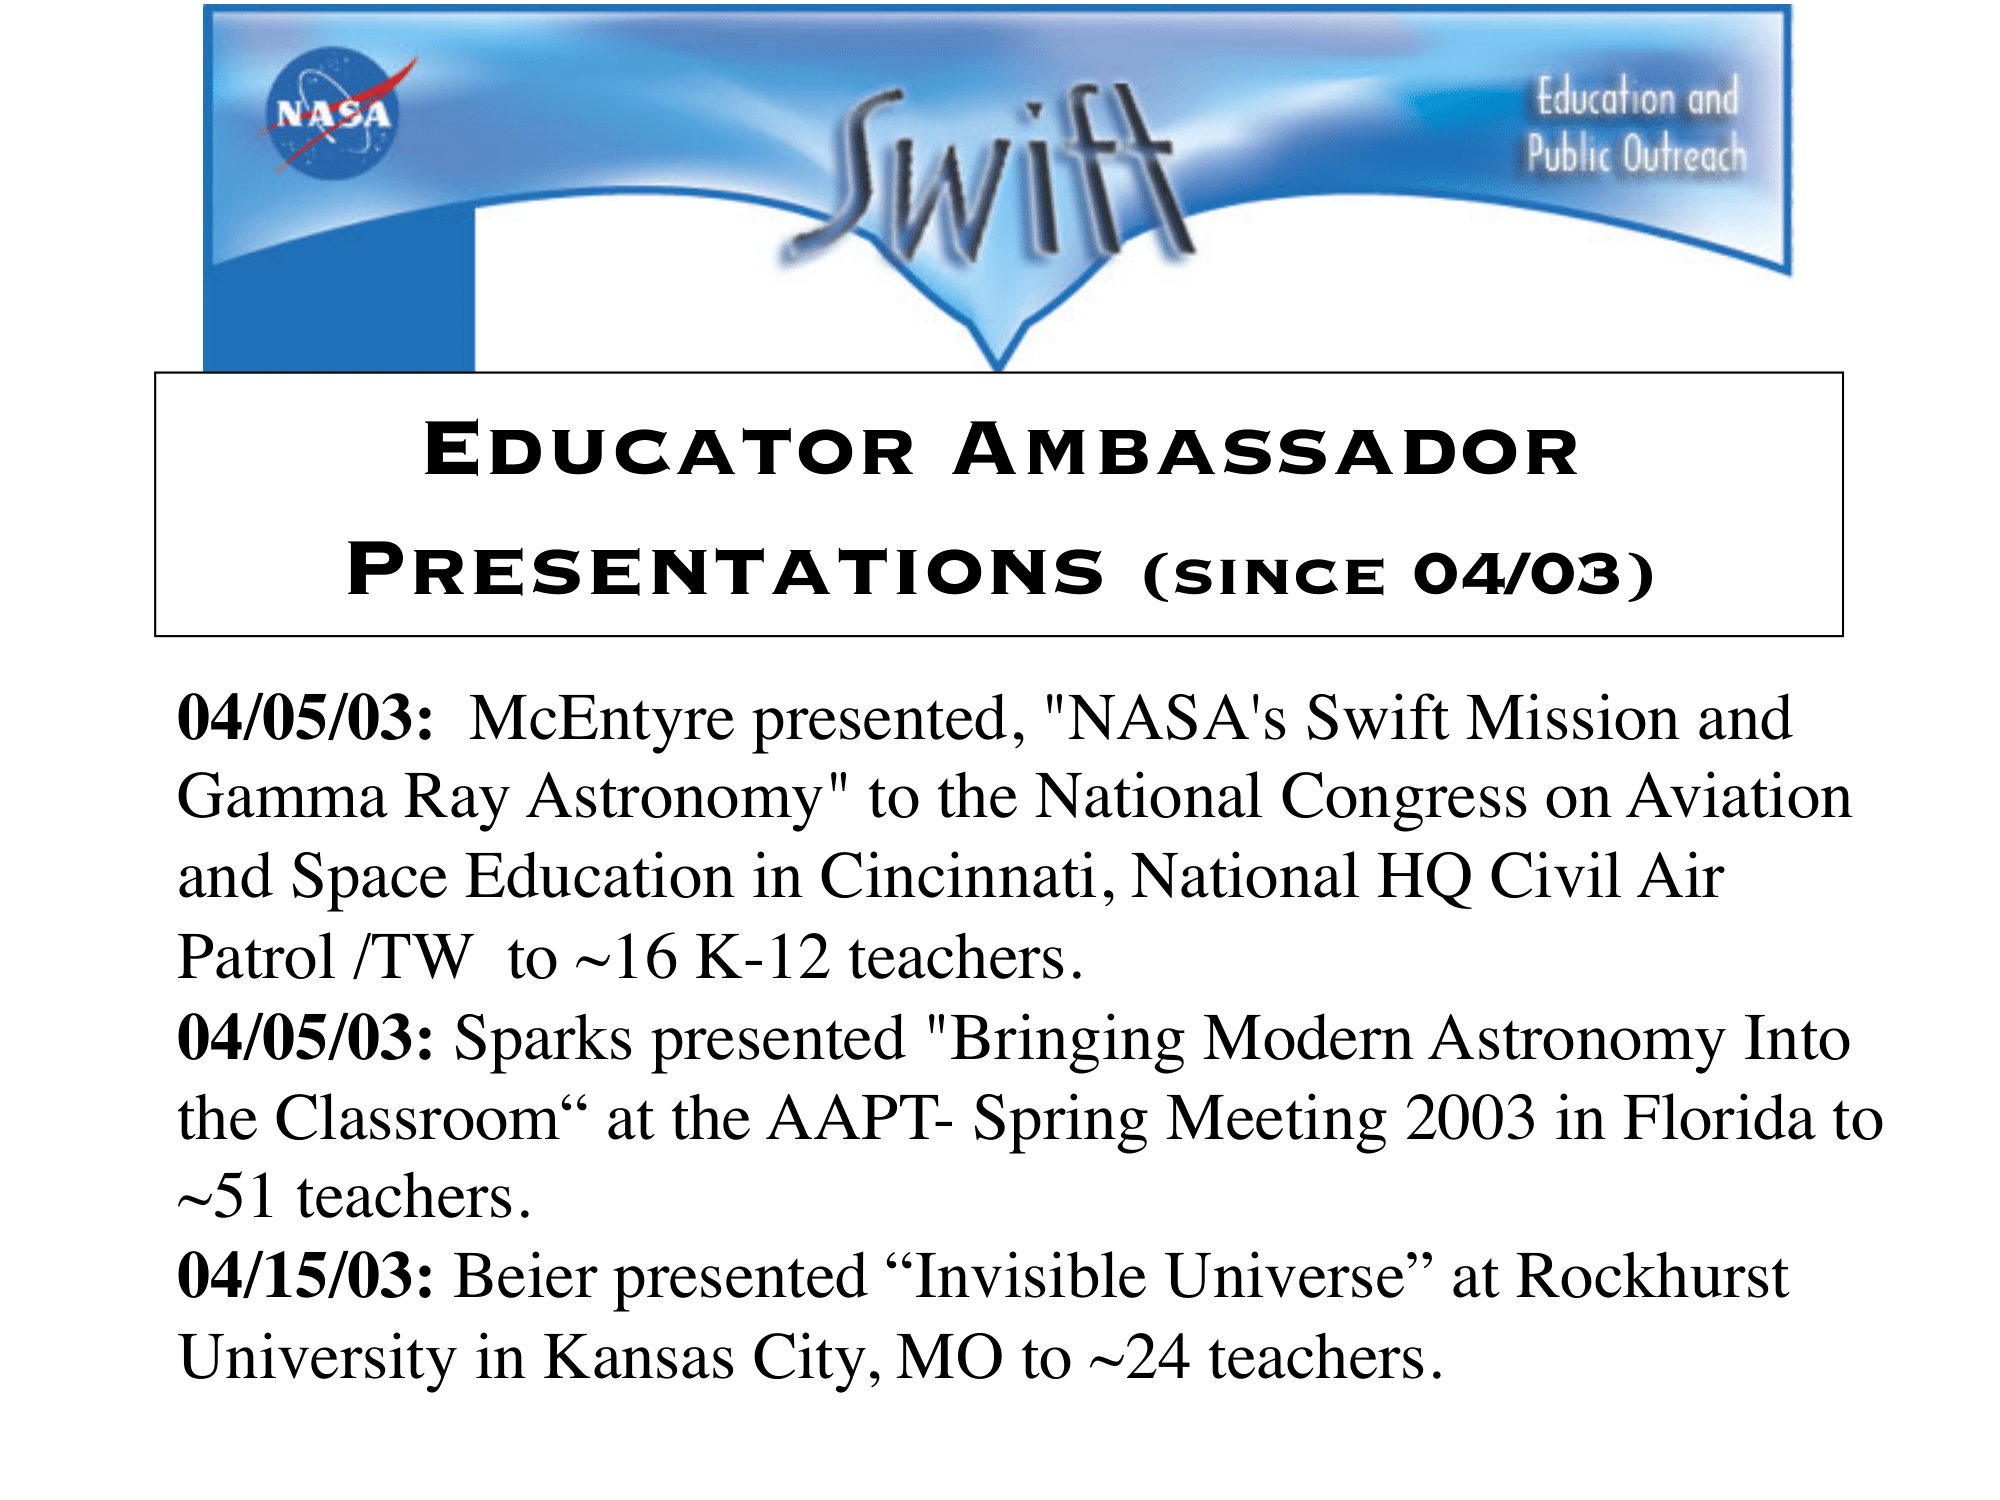 NASA
Swift
Education and
Public Outreach
Educator Ambassador
Presentations (since 04/03)
04/05/03:  McEntyre presented, "NASA's Swift Mission and
Gamma Ray Astronomy" to the National Congress on Aviation
and Space Education in Cincinnati, National HQ Civil Air
Patrol /TW  to ~16 K-12 teachers.
04/05/03: Sparks presented "Bringing Modern Astronomy Into
the Classroom“ at the AAPT- Spring Meeting 2003 in Florida to
~51 teachers.
04/15/03: Beier presented “Invisible Universe” at Rockhurst
University in Kansas City, MO to ~24 teachers.